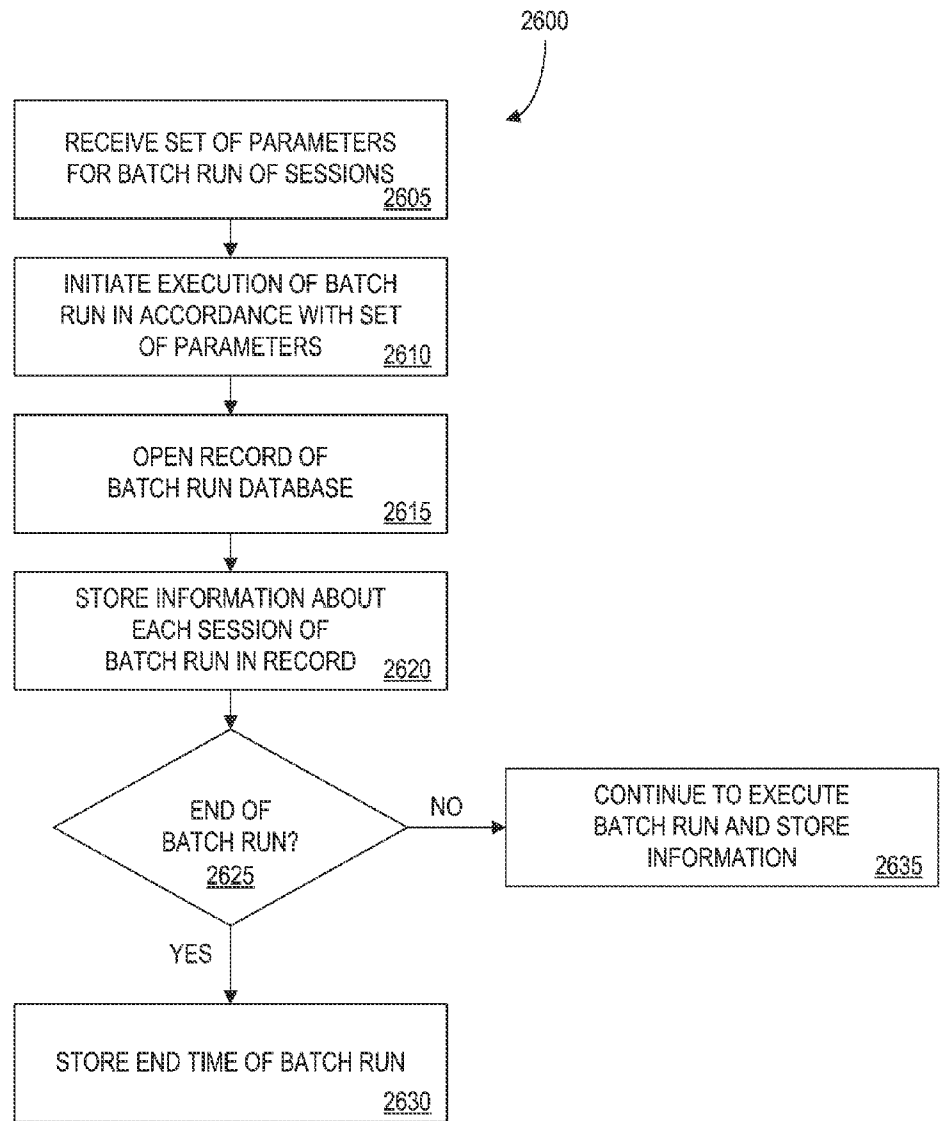 2600
RECEIVE SET OF PARAMETERS
FOR BATCH RUN OF SESSIONS
2605
INITIATE EXECUTION OF BATCH
RUN IN ACCORDANCE WITH SET
OF PARAMETERS
2610
OPEN RECORD OF
BATCH RUN DATABASE
2615
STORE INFORMATION ABOUT
EACH SESSION OF
BATCH RUN IN RECORD
2620
END OF
BATCH RUN?
2625
NO
CONTINUE TO EXECUTE
BATCH RUN AND STORE
INFORMATION
2635
YES
STORE END TIME OF BATCH RUN
2630